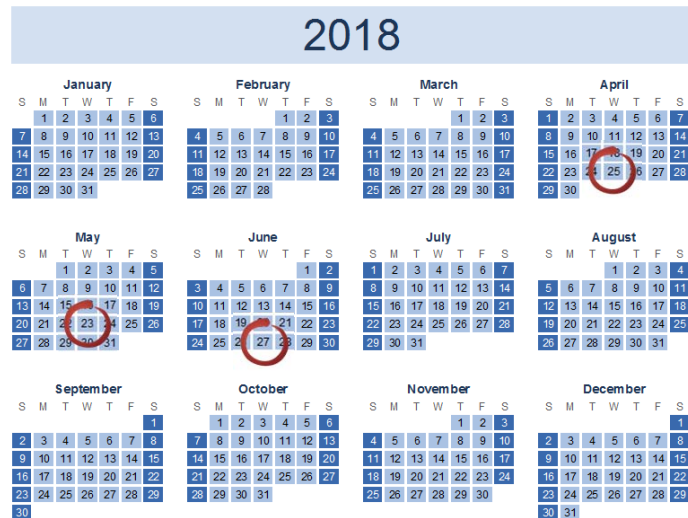 2018
January
S M T W T F S
1 2 3 4 5 6
7 8 9 10 11 12 13
14 15 16 17 18 19 20
21 22 23 24 25 26 27
28 29 30 31
February
S M T W T F S
1 2 3
4 5 6 7 8 9 10
11 12 13 14 15 16 17
18 19 20 21 22 23 24
25 26 27 28
March
S M T W T F S
1 2 3
4 5 6 7 8 9 10
11 12 13 14 15 16 17
18 19 20 21 22 23 24
25 26 27 28 29 30 31
April
S M T W T F S
1 2 3 4 5 6 7
8 9 10 11 12 13 14
15 16 17 18 19 20 21
22 23 24 25 26 27 28
29 30
May
S M T W T F S
1 2 3 4 5
6 7 8 9 10 11 12
13 14 15 16 17 18 19
20 21 22 23 24 25 26
27 28 29 30 31
June
S M T W T F S
1 2
3 4 5 6 7 8 9
10 11 12 13 14 15 16
17 18 19 20 21 22 23
24 25 26 27 28 29 30
July
S M T W T F S
1 2 3 4 5 6 7
8 9 10 11 12 13 14
15 16 17 18 19 20 21
22 23 24 25 26 27 28
29 30 31
August
S M T W T F S
1 2 3 4
5 6 7 8 9 10 11
12 13 14 15 16 17 18
19 20 21 22 23 24 25
26 27 28 29 30 31
September
S M T W T F S
1
2 3 4 5 6 7 8
9 10 11 12 13 14 15
16 17 18 19 20 21 22
23 24 25 26 27 28 29
30
October
S M T W T F S
1 2 3 4 5 6
7 8 9 10 11 12 13
14 15 16 17 18 19 20
21 22 23 24 25 26 27
28 29 30 31
November
S M T W T F S
1 2 3
4 5 6 7 8 9 10
11 12 13 14 15 16 17
18 19 20 21 22 23 24
25 26 27 28 29 30
December
S M T W T F S
1
2 3 4 5 6 7 8
9 10 11 12 13 14 15
16 17 18 19 20 21 22
23 24 25 26 27 28 29
30 31